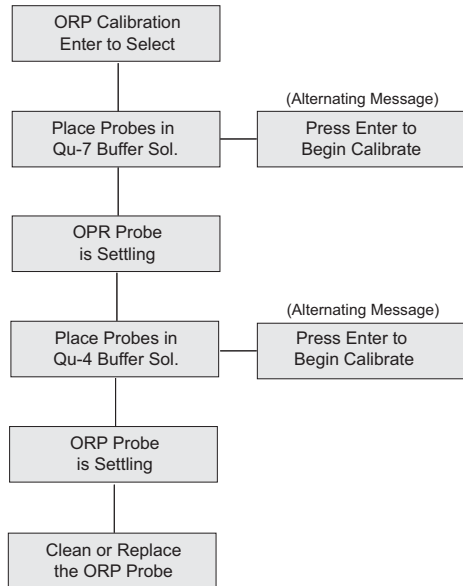 ORP Calibration
Enter to Select
(Alternating Message)
Place Probes in
Qu-7 Buffer Sol.
Press Enter to
Begin Calibrate
OPR Probe
is Settling
(Alternating Message)
Place Probes in
Qu-4 Buffer Sol.
Press Enter to
Begin Calibrate
ORP Probe
is Settling
Clean or Replace
the ORP Probe